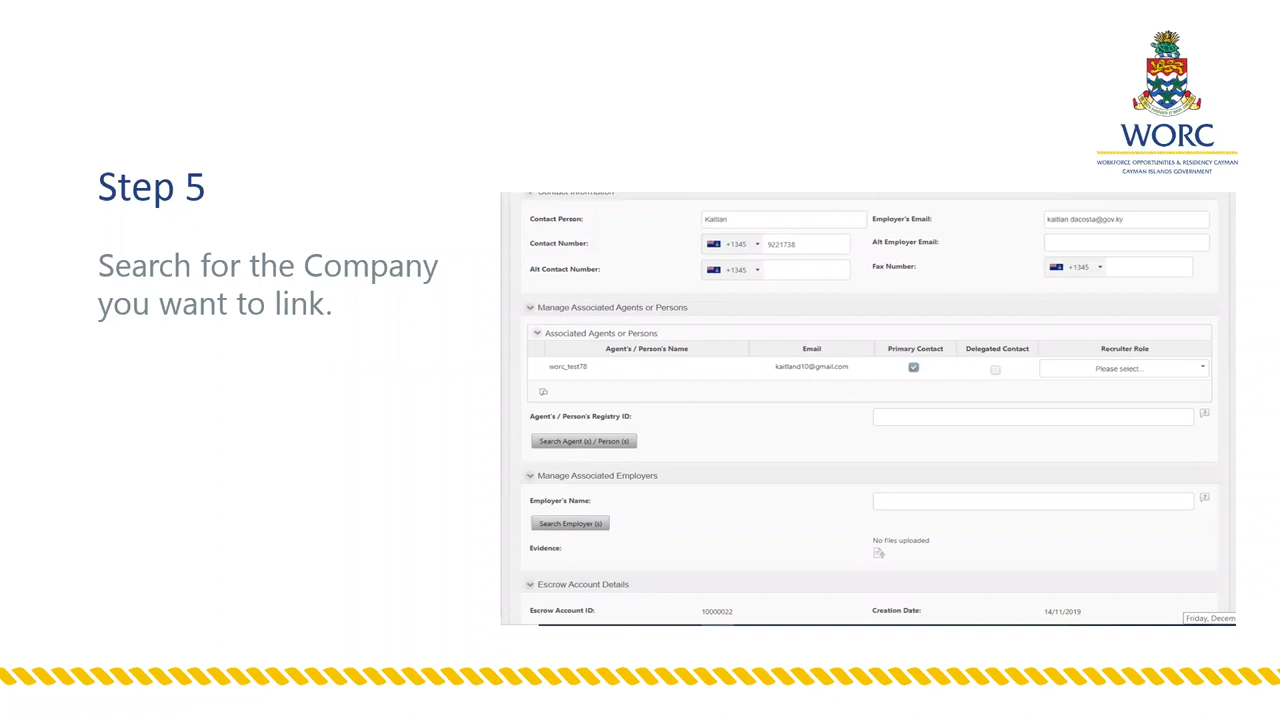 WORC
WORKFORCE OPPORTUNITIES & RESIDENCY CAYMAN
CAYMAN ISLANDS GOVERNMENT
Step 5
Search for the Company
you want to link.
Contact Information
Contact Person: Kaitlan Employer's Email: kaitlan.dacosta@gov.ky
Contact Number: +1345 9221738 Alt Employer Email:
Alt Contact Number: +1345 Fax Number: +1345
Manage Associated Agents or Persons
Associated Agents or Persons
Agent's / Person's Name Email Primary Contact Delegated Contact Recruiter Role
worc_test78 kaitland10@gmail.com Please select...
Agent's / Person's Registry ID:
Search Agent (s) / Person (s)
Manage Associated Employers
Employer's Name:
Search Employer (s)
Evidence: No files uploaded
Escrow Account Details
Escrow Account ID: 10000022 Creation Date: 14/11/2019
Friday, Decem